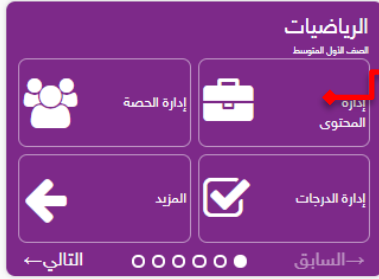 الرياضيات
الصف الأول المتوسط
إدارة
المحتوى
إدارة الحصة
إدارة الدرجات
المزيد
→السابق
التالي←